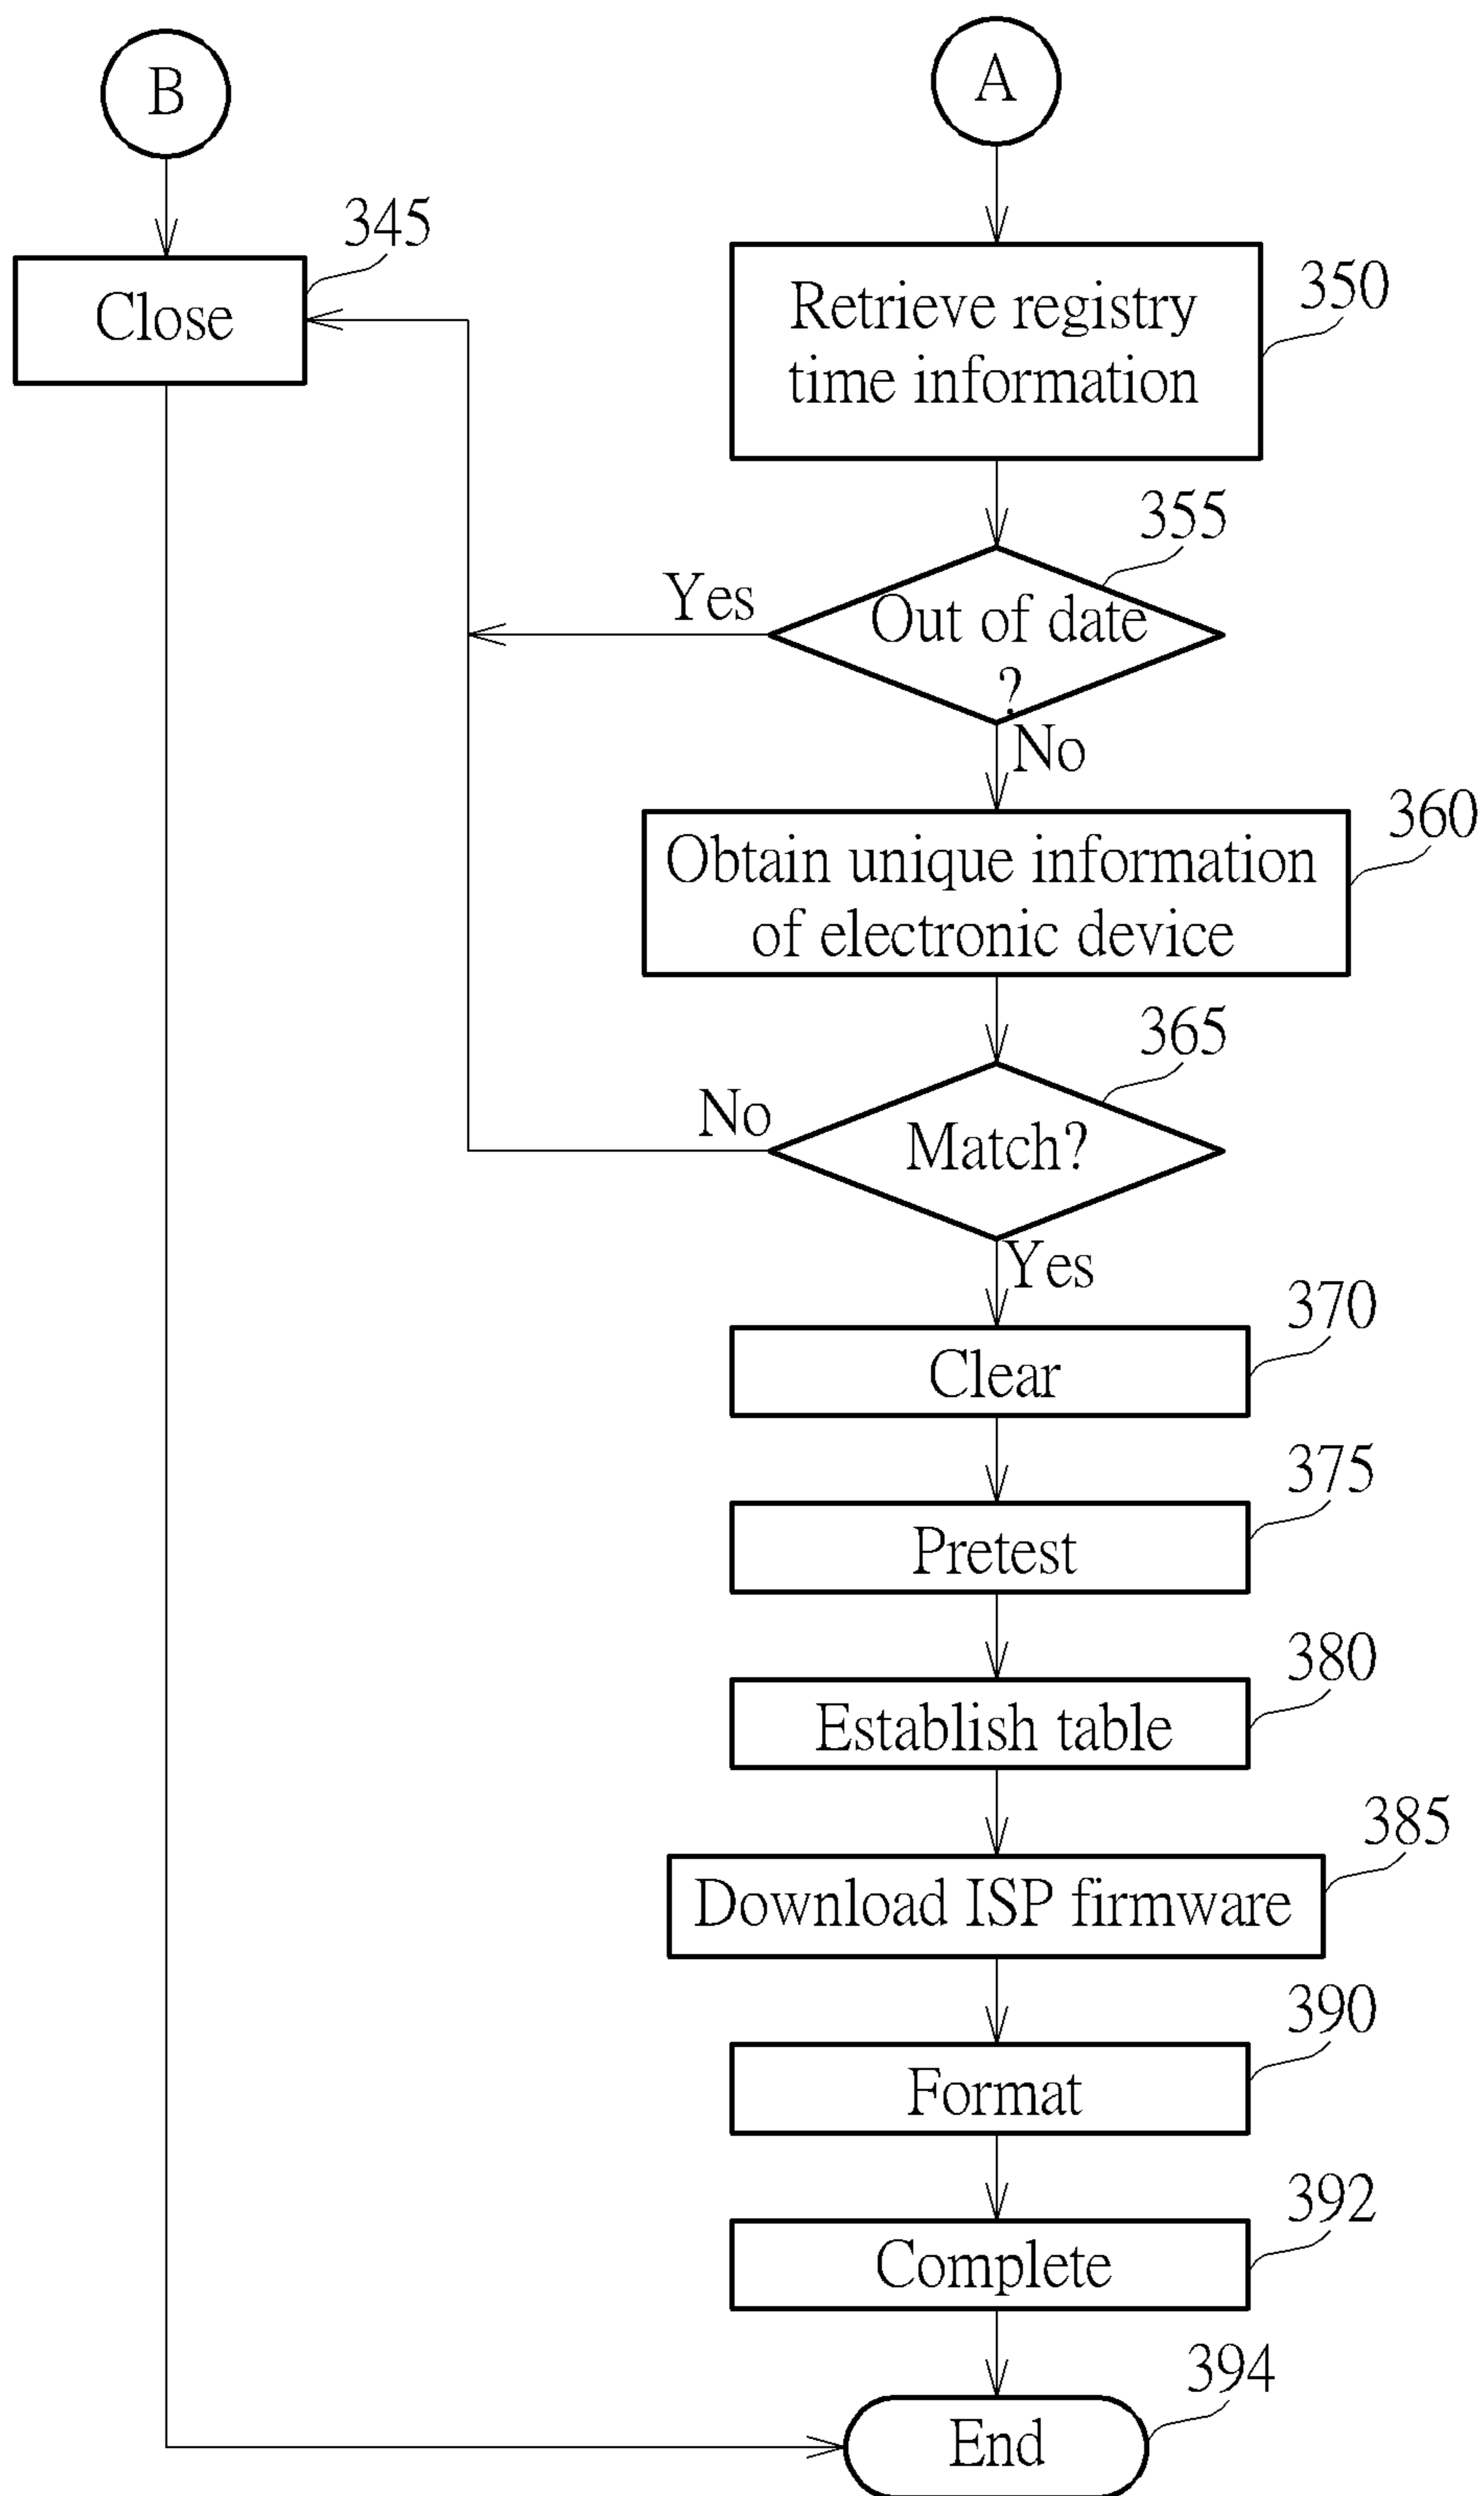 B
A
345
Close
350
Retrieve registry
time information
355
Yes
Out of date
?
No
360
Obtain unique information
of electronic device
365
No
Match?
Yes
370
Clear
375
Pretest
380
Establish table
385
Download ISP firmware
390
Format
392
Complete
394
End